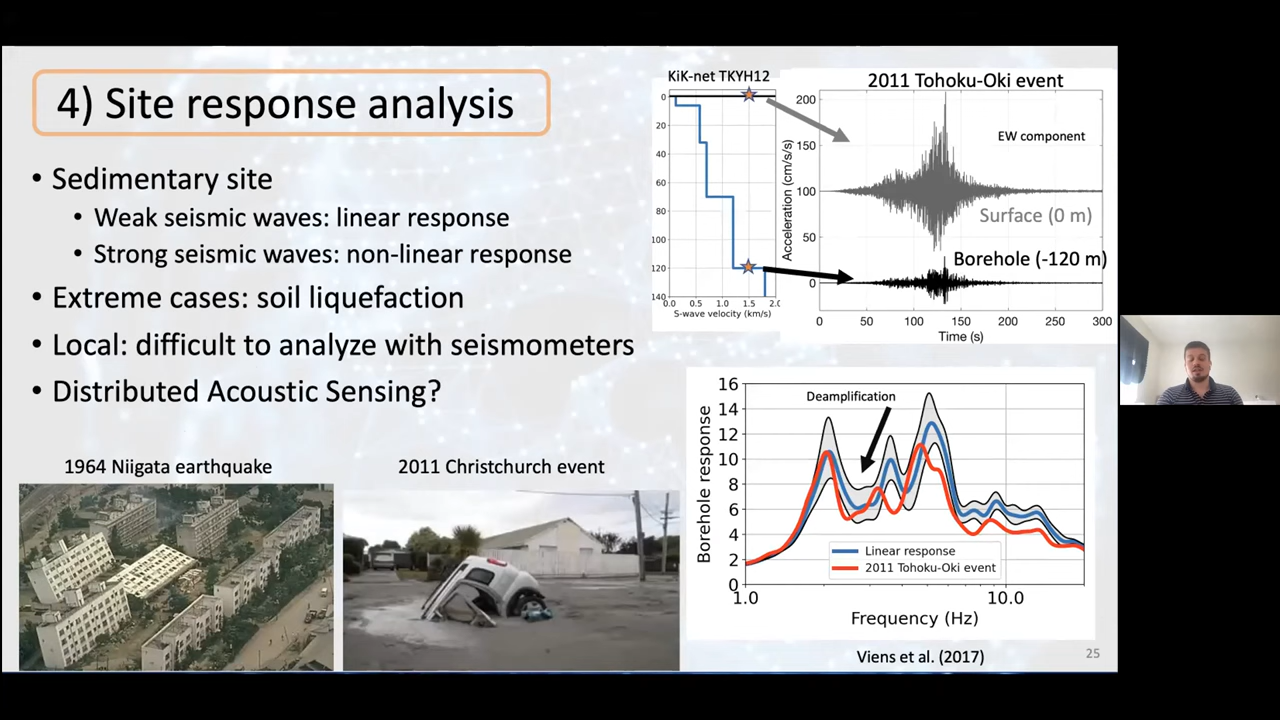 4) Site response analysis
• Sedimentary site
• Weak seismic waves: linear response
• Strong seismic waves: non-linear response
• Extreme cases: soil liquefaction
• Local: difficult to analyze with seismometers
• Distributed Acoustic Sensing?
1964 Niigata earthquake
2011 Christchurch event
KiK-net TKYH12
0
20
40
60
80
100
120
140
0.0 0.5 1.0 1.5 2.0
S-wave velocity (km/s)
2011 Tohoku-Oki event
EW component
Surface (0 m)
Borehole (-120 m)
Acceleration (cm/s/s)
200
150
100
50
0
0 50 100 150 200 250 300
Time (s)
Deamplification
Borehole response
16
14
12
10
8
6
4
2
0
Linear response
2011 Tohoku-Oki event
1.0 10.0
Frequency (Hz)
Viens et al. (2017)
25